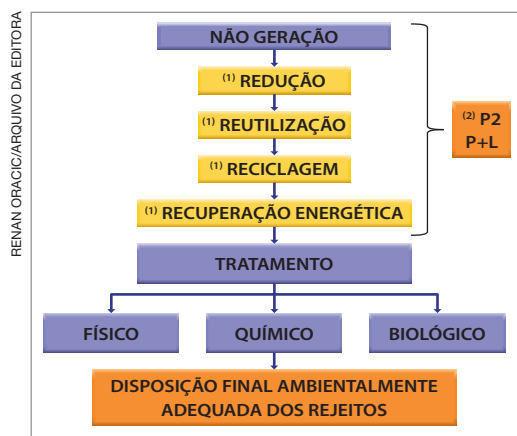 RENAN ORACIC/ARQUIVO DA EDITORA
NÃO GERAÇÃO
(1) REDUÇÃO
(1) REUTILIZAÇÃO
(1) RECICLAGEM
(1) RECUPERAÇÃO ENERGÉTICA
(2) P2
P+L
TRATAMENTO
FÍSICO
QUÍMICO
BIOLÓGICO
DISPOSIÇÃO FINAL AMBIENTALMENTE
ADEQUADA DOS REJEITOS